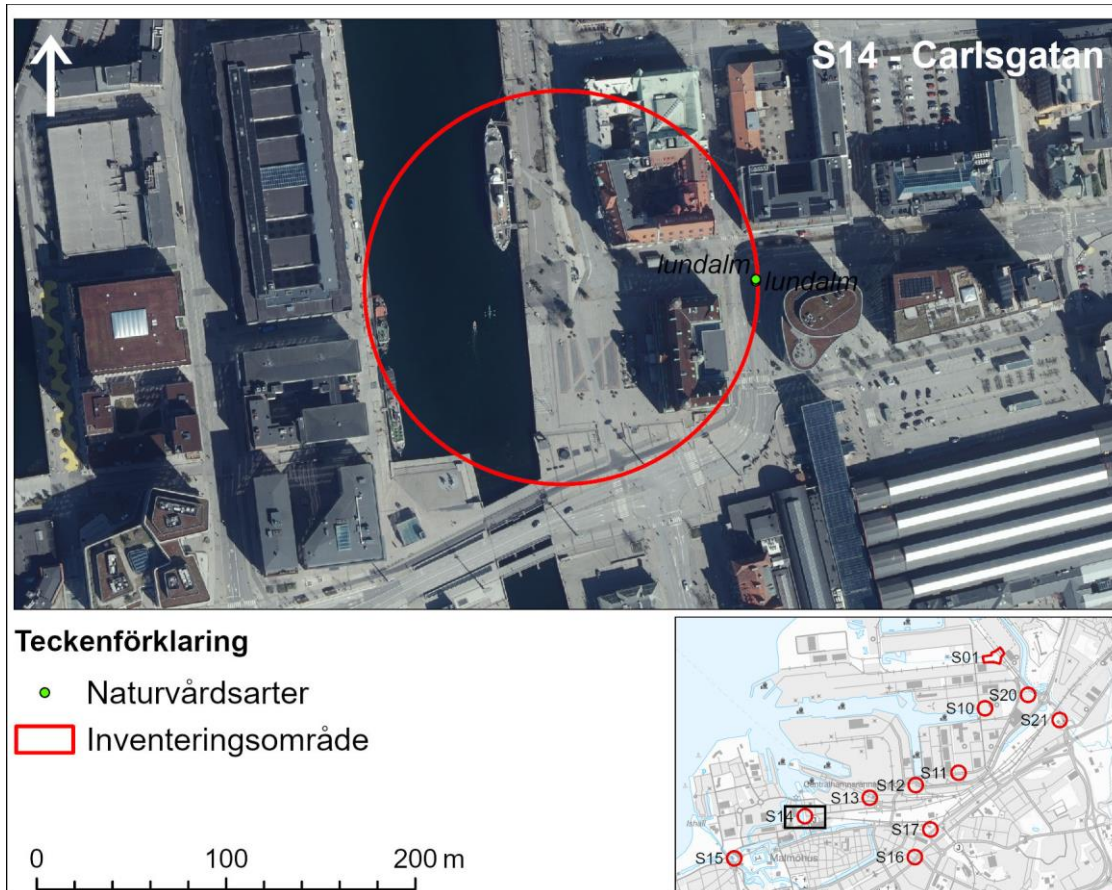 S14 - Carlsgatan
lundalm
lundalm
Teckenförklaring
Naturvårdsarter
Inventeringsområde
0 100 200 m
S01
S20
S10
S21
S11
S12
S13
S14
S17
S15
S16
Malmöhus